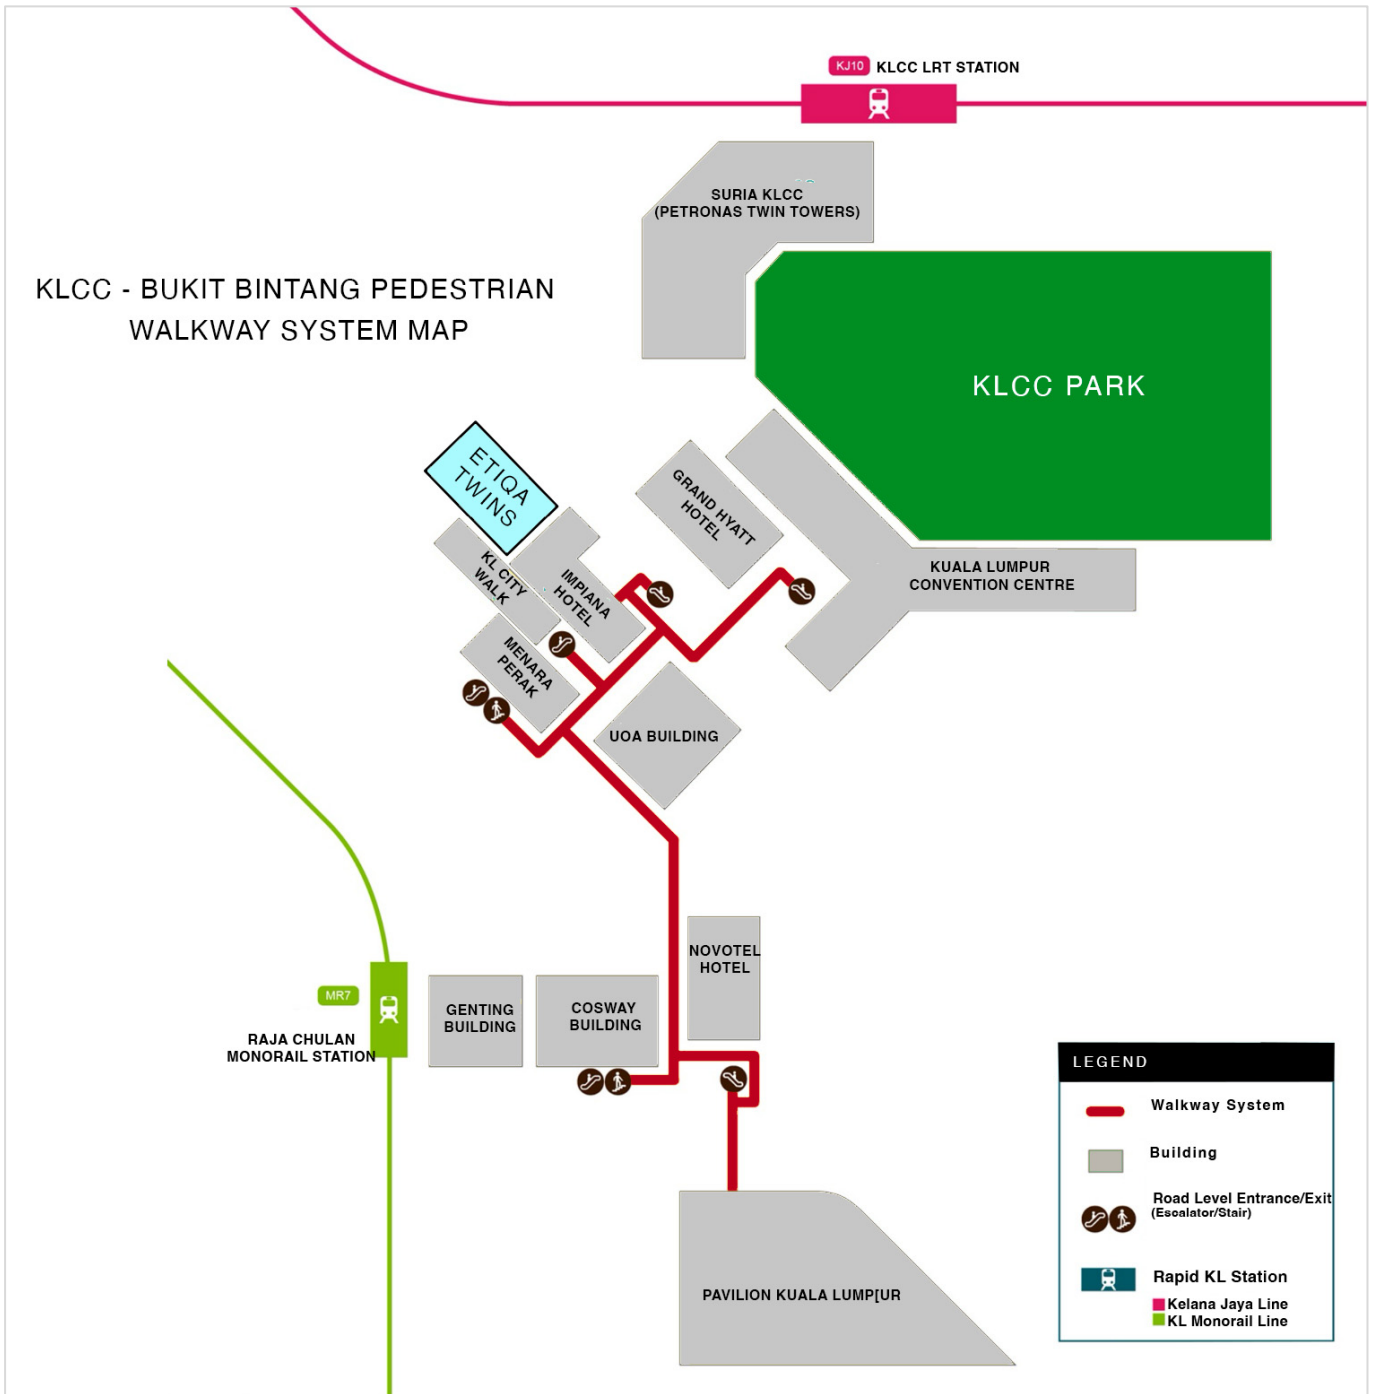 KJ10 KLCC LRT STATION
SURIA KLCC
(PETRONAS TWIN TOWERS)
KLCC - BUKIT BINTANG PEDESTRIAN
WALKWAY SYSTEM MAP
KLCC PARK
ETIQA
TWINS
GRAND HYATT
HOTEL
KL CITY
WALK
IMPIANA
HOTEL
KUALA LUMPUR
CONVENTION CENTRE
MENARA
PERAK
UOA BUILDING
NOVOTEL
HOTEL
MR7
RAJA CHULAN
MONORAIL STATION
GENTING
BUILDING
COSWAY
BUILDING
PAVILION KUALA LUMP[UR
LEGEND
Walkway System
Building
Road Level Entrance/Exit
(Escalator/Stair)
Rapid KL Station
Kelana Jaya Line
KL Monorail Line